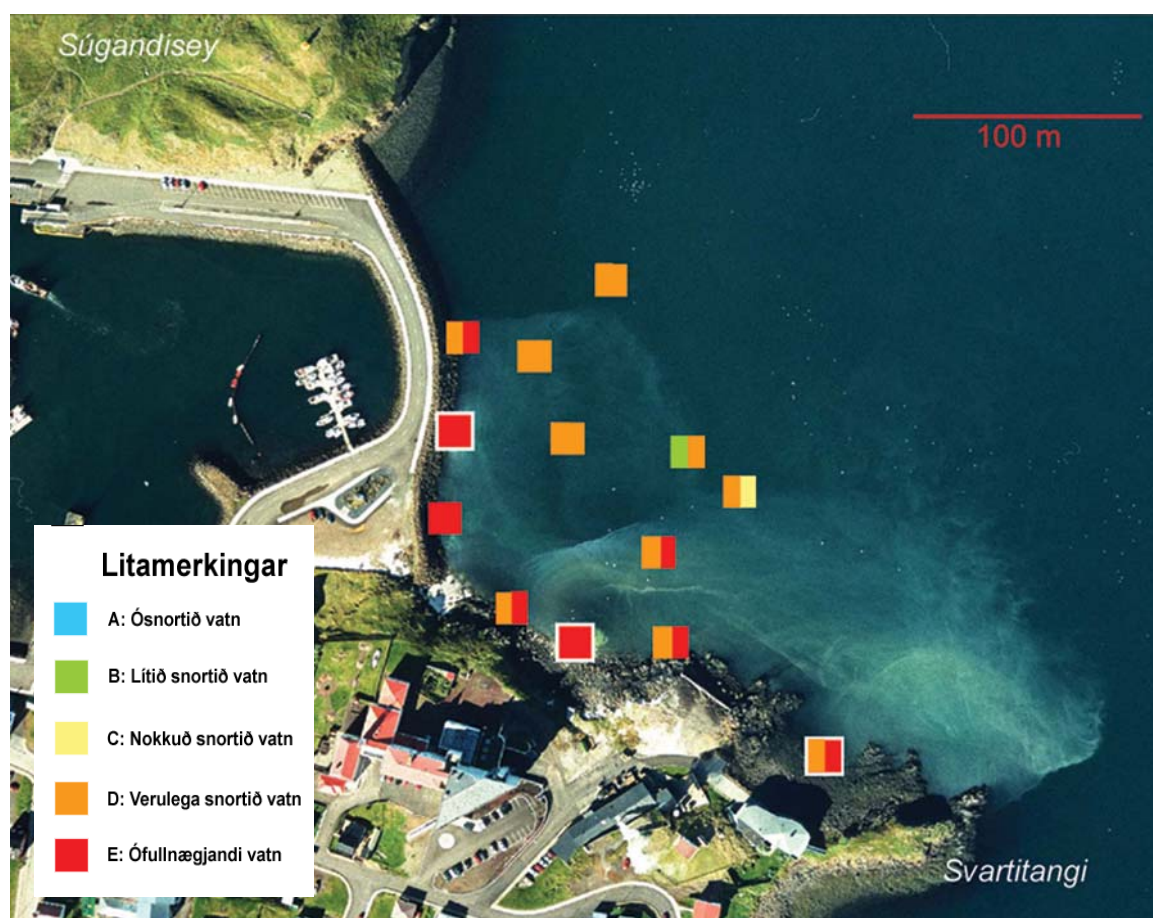 Súgandisey
100 m
Litamerkingar
A: Ósnortið vatn
B: Lítið snortið vatn
C: Nokkuð snortið vatn
D: Verulega snortið vatn
E: Ófullnægjandi vatn
Svartitangi